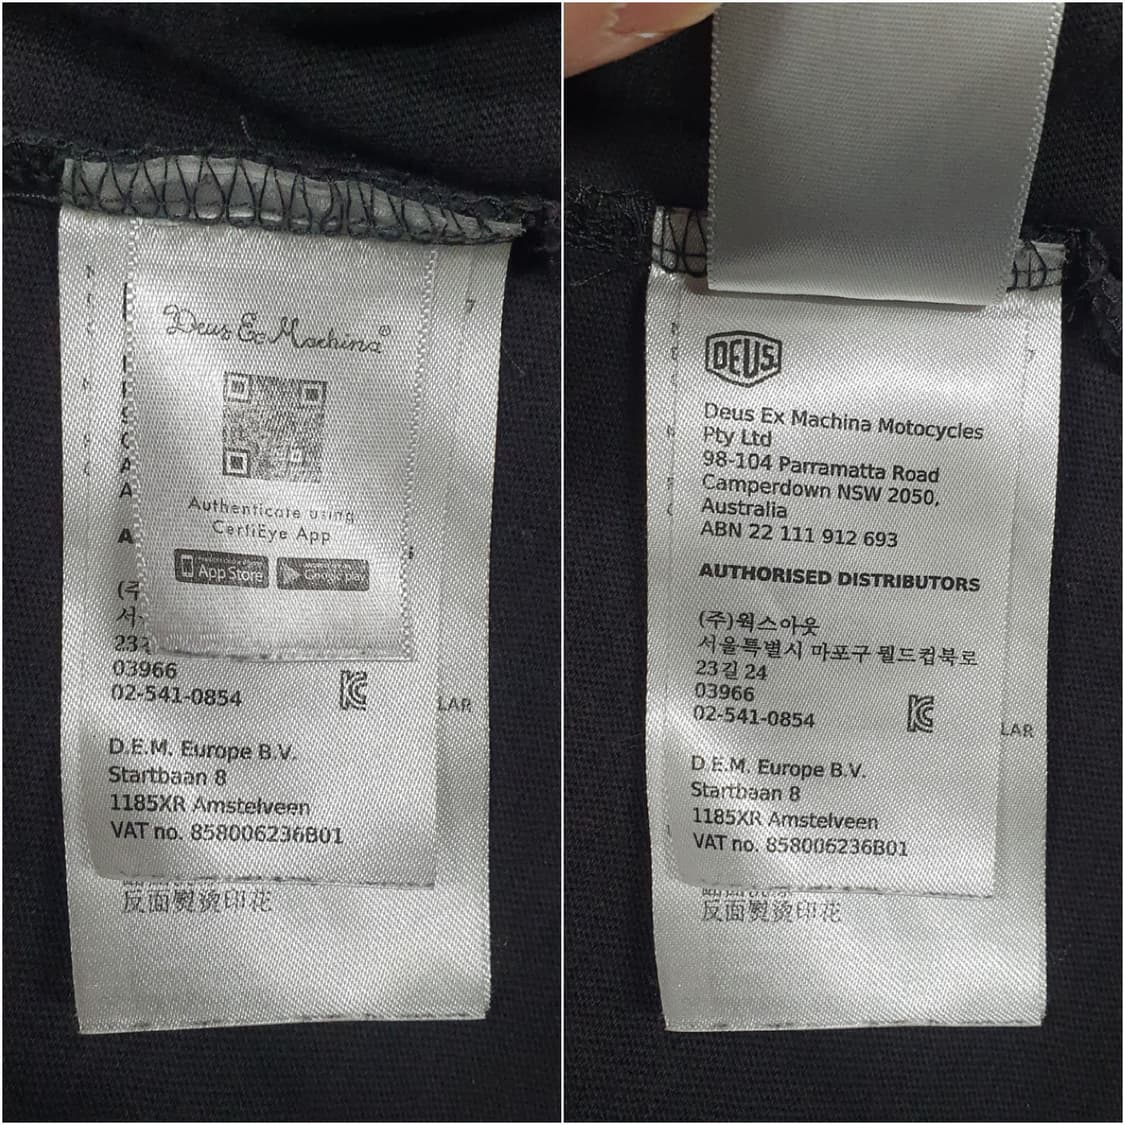 Deus Ex Machina®
Authenticate using
CertiEye App
App Store
Google play
7
A
(주
서
23길
03966
02-541-0854
LAR
D.E.M. Europe B.V.
Startbaan 8
1185XR Amstelveen
VAT no. 858006236B01
反面熨烫印花
DEUS
Deus Ex Machina Motocycles
Pty Ltd
98-104 Parramatta Road
Camperdown NSW 2050,
Australia
ABN 22 111 912 693
AUTHORISED DISTRIBUTORS
(주)웍스아웃
서울특별시 마포구 월드컵북로
23길 24
03966
02-541-0854
LAR
D.E.M. Europe B.V.
Startbaan 8
1185XR Amstelveen
VAT no. 858006236B01
反面熨烫印花